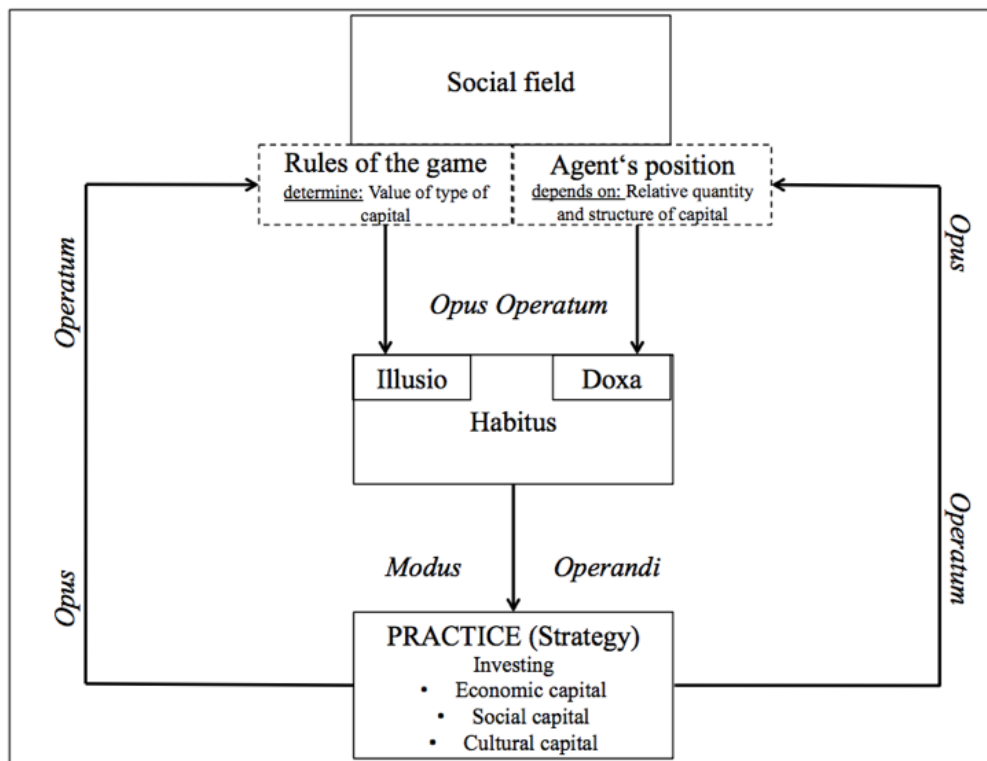 Social field
Rules of the game
determine: Value of type of
capital
Agent‘s position
depends on: Relative quantity
and structure of capital
Operatum
Opus
Opus Operatum
Illusio
Doxa
Habitus
Modus
Operandi
Opus
Operatum
PRACTICE (Strategy)
Investing
• Economic capital
• Social capital
• Cultural capital